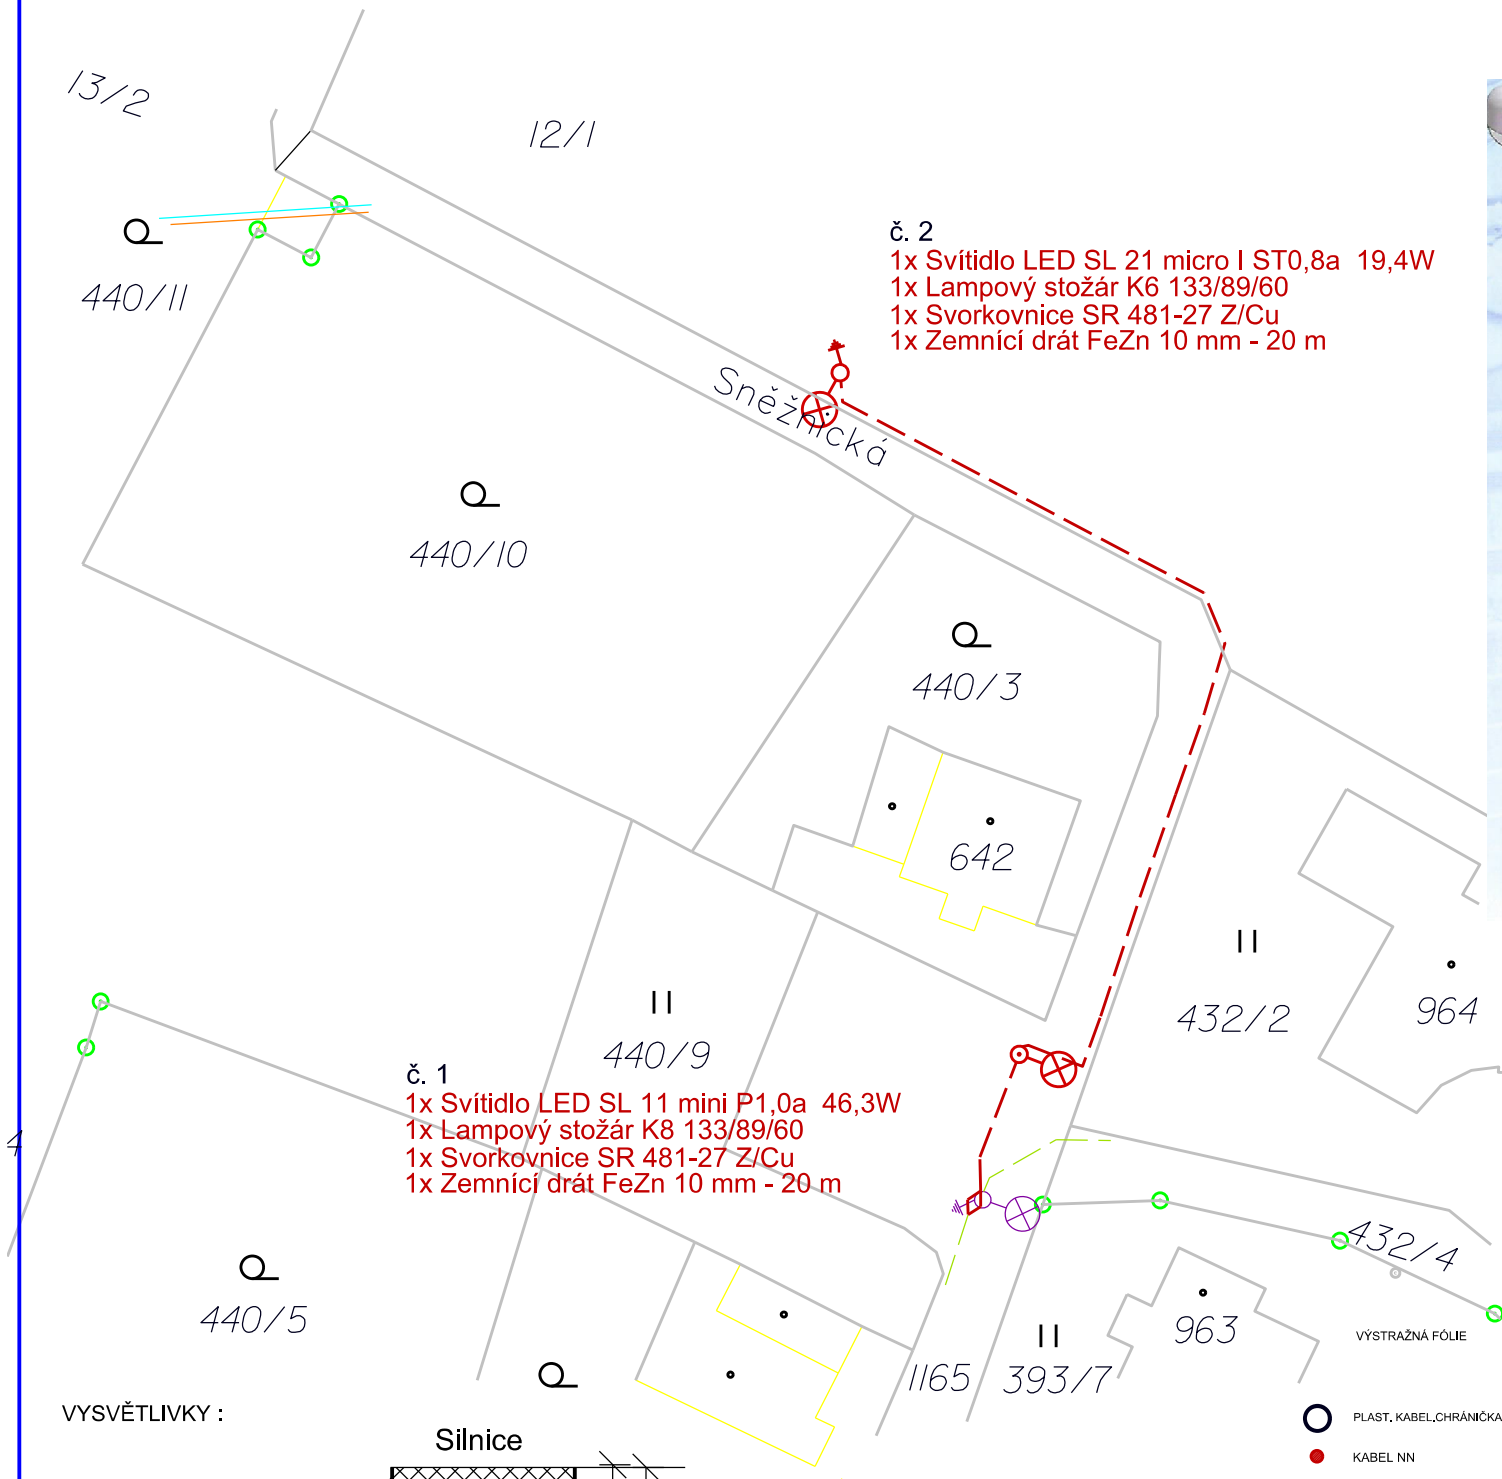 13/2
12/1
440/11
č. 2
1x Svítidlo LED SL 21 micro I ST0,8a  19,4W
1x Lampový stožár K6 133/89/60
1x Svorkovnice SR 481-27 Z/Cu
1x Zemnící drát FeZn 10 mm - 20 m
Sněžnická
440/10
440/3
642
432/2
964
440/9
č. 1
1x Svítidlo LED SL 11 mini P1,0a  46,3W
1x Lampový stožár K8 133/89/60
1x Svorkovnice SR 481-27 Z/Cu
1x Zemnící drát FeZn 10 mm - 20 m
4
432/4
440/5
963
VÝSTRAŽNÁ FÓLIE
1165
393/7
VYSVĚTLIVKY :
PLAST. KABEL.CHRÁNIČKA
Silnice
KABEL NN